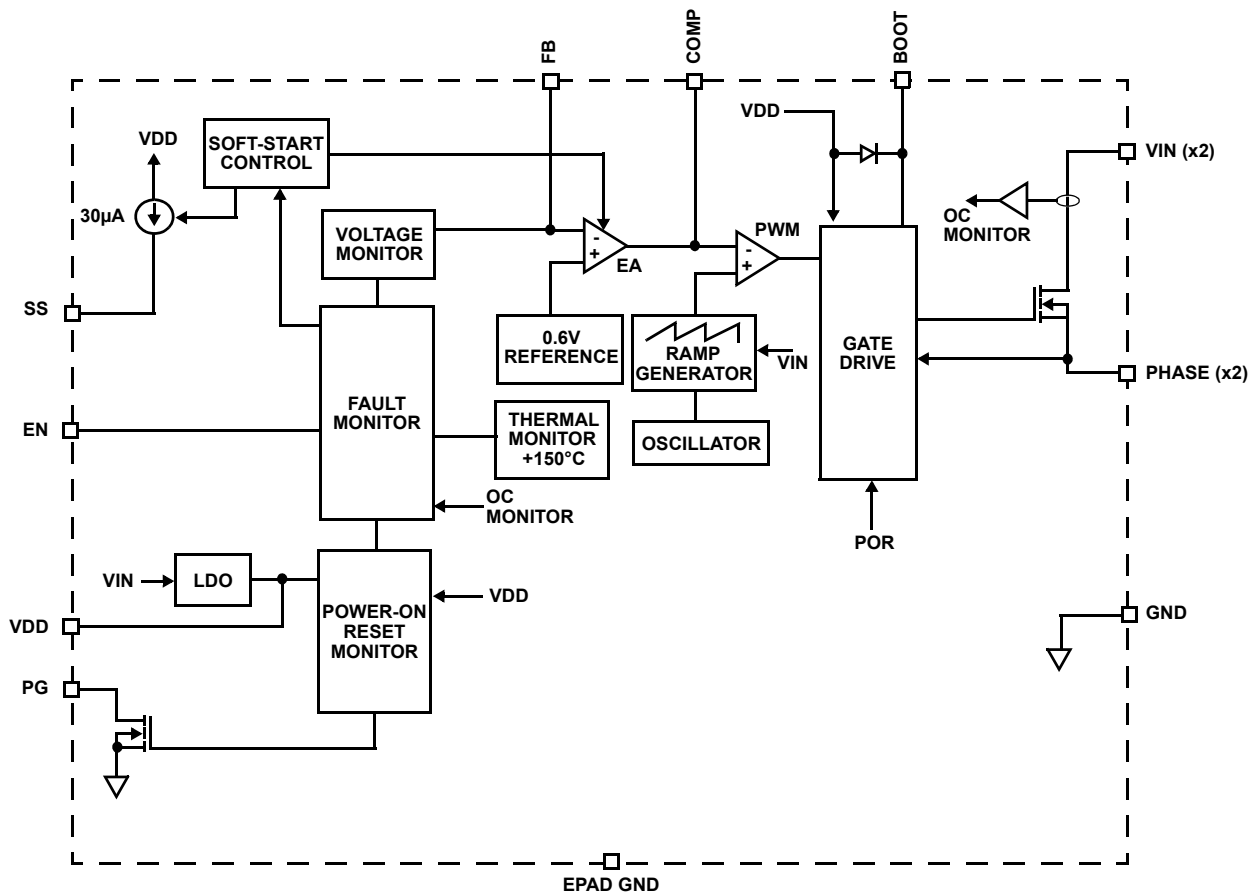 FB
COMP
BOOT
VDD
SOFT-START
CONTROL
VDD
VIN (x2)
30µA
VOLTAGE
MONITOR
-
+
EA
PWM
-
+
OC
MONITOR
SS
0.6V
REFERENCE
RAMP
GENERATOR
VIN
GATE
DRIVE
PHASE (x2)
FAULT
MONITOR
EN
THERMAL
MONITOR
+150°C
OSCILLATOR
OC
MONITOR
POR
VIN
LDO
VDD
POWER-ON
RESET
MONITOR
VDD
GND
PG
EPAD GND